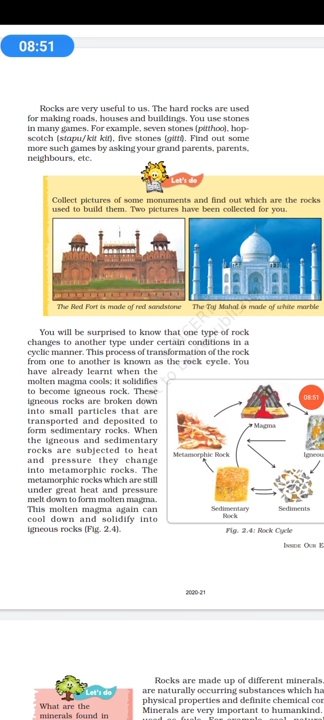 08:51
Rocks are very useful to us. The hard rocks are used
for making roads, houses and buildings. You use stones
in many games. For example, seven stones (pitthoo), hop-
scotch (stapu/kit kit), five stones (gitti). Find out some
more such games by asking your grand parents, parents,
neighbours, etc.
Let's do
Collect pictures of some monuments and find out which are the rocks
used to build them. Two pictures have been collected for you.
The Red Fort is made of red sandstone
The Taj Mahal is made of white marble
You will be surprised to know that one type of rock
changes to another type under certain conditions in a
cyclic manner. This process of transformation of the rock
from one to another is known as the rock cycle. You
have already learnt when the
molten magma cools; it solidifies
to become igneous rock. These
igneous rocks are broken down
into small particles that are
transported and deposited to
form sedimentary rocks. When
the igneous and sedimentary
rocks are subjected to heat
and pressure they change
into metamorphic rocks. The
metamorphic rocks which are still
under great heat and pressure
melt down to form molten magma.
This molten magma again can
cool down and solidify into
igneous rocks (Fig. 2.4).
08:51
Magma
Metamorphic Rock
Igneou
Sedimentary
Rock
Sediments
Fig. 2.4: Rock Cycle
INSIDE OUR E
2020-21
Let's do
What are the
minerals found in
Rocks are made up of different minerals.
are naturally occurring substances which ha
physical properties and definite chemical com
Minerals are very important to humankind.